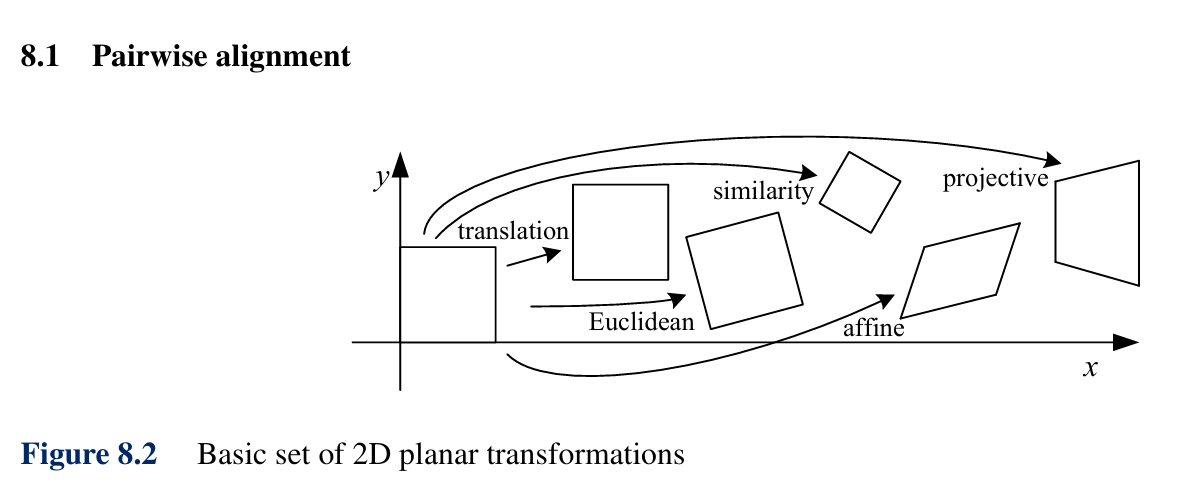 8.1 Pairwise alignment
y
similarity
projective
translation
Euclidean
affine
x
Figure 8.2 Basic set of 2D planar transformations